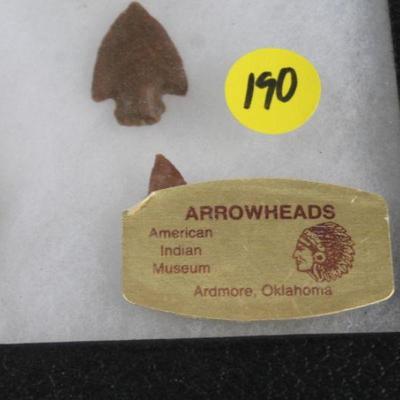 190
ARROWHEADS
American
Indian
Museum
Ardmore, Oklahoma